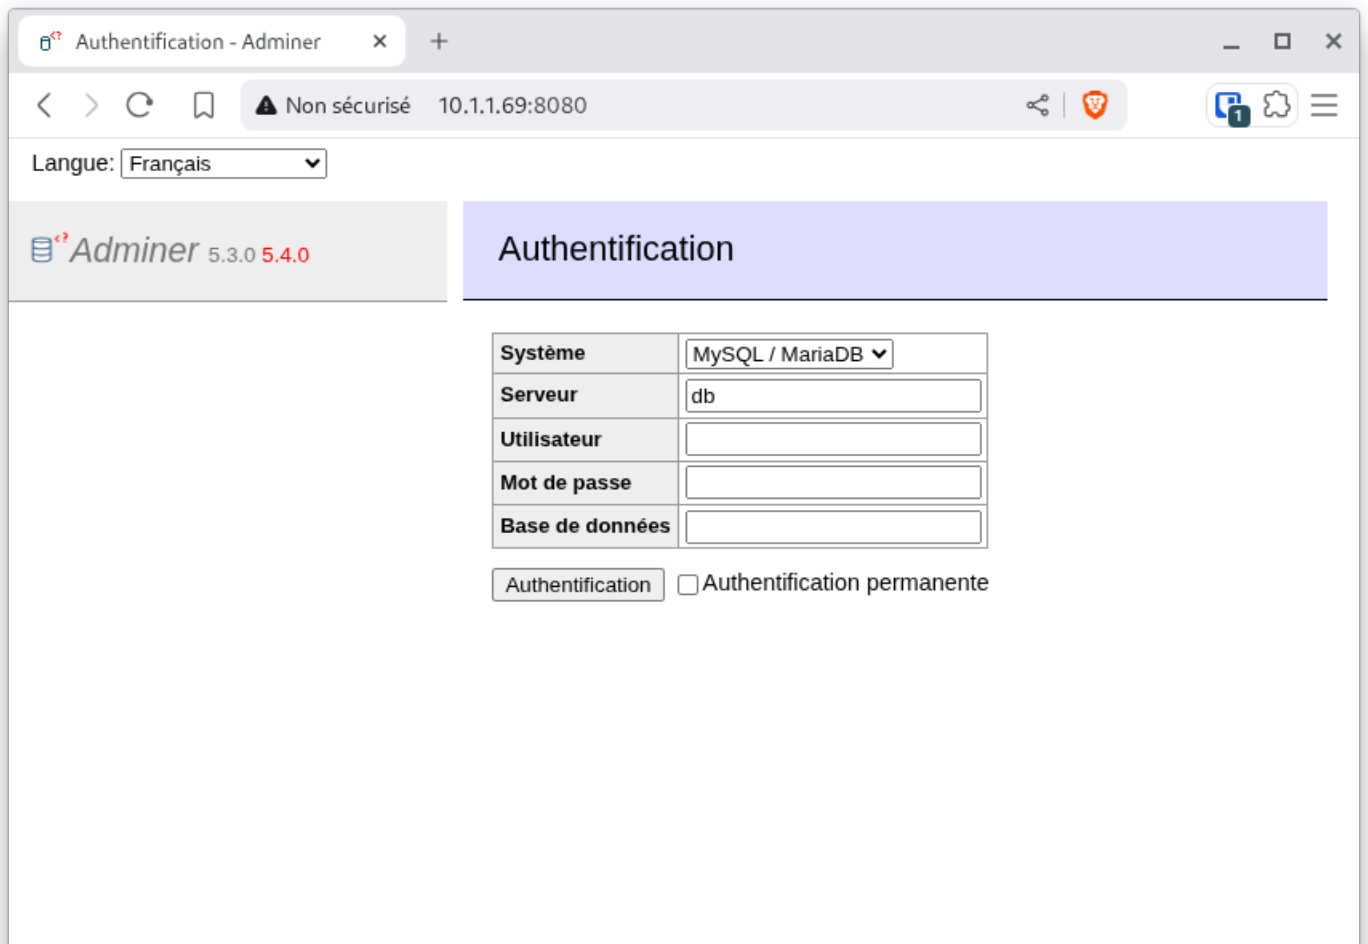 Authentification - Adminer
Non sécurisé 10.1.1.69:8080
1
Langue: Français
Adminer 5.3.0 5.4.0
Authentification
Système MySQL / MariaDB
Serveur db
Utilisateur
Mot de passe
Base de données
Authentification Authentification permanente